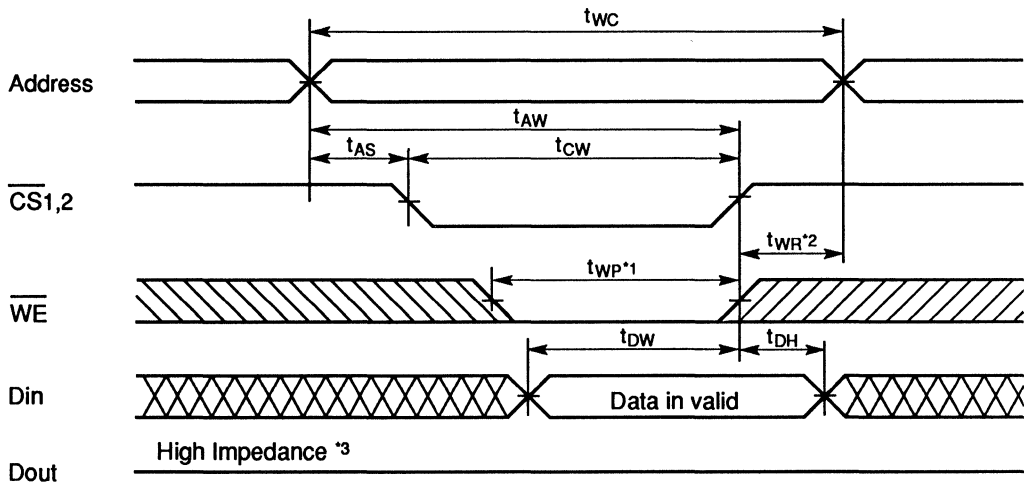 tWC
Address
tAW
tAS
tCW
CS1,2
tWR*2
tWP*1
WE
tDW
tDH
Din
Data in valid
High Impedance *3
Dout